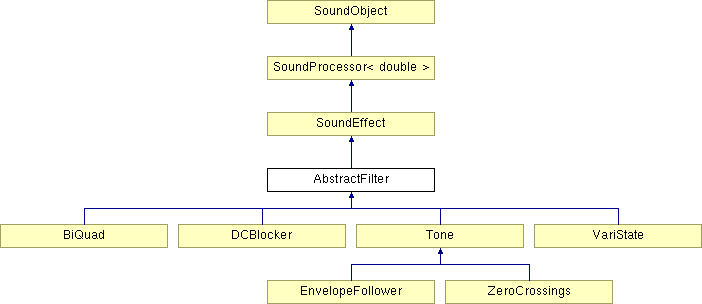 SoundObject
SoundProcessor< double >
SoundEffect
AbstractFilter
BiQuad
DCBlocker
Tone
VariState
EnvelopeFollower
ZeroCrossings